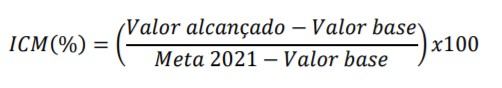 ICM(%) = (Valor alcançado − Valor base / Meta 2021 − Valor base) x100